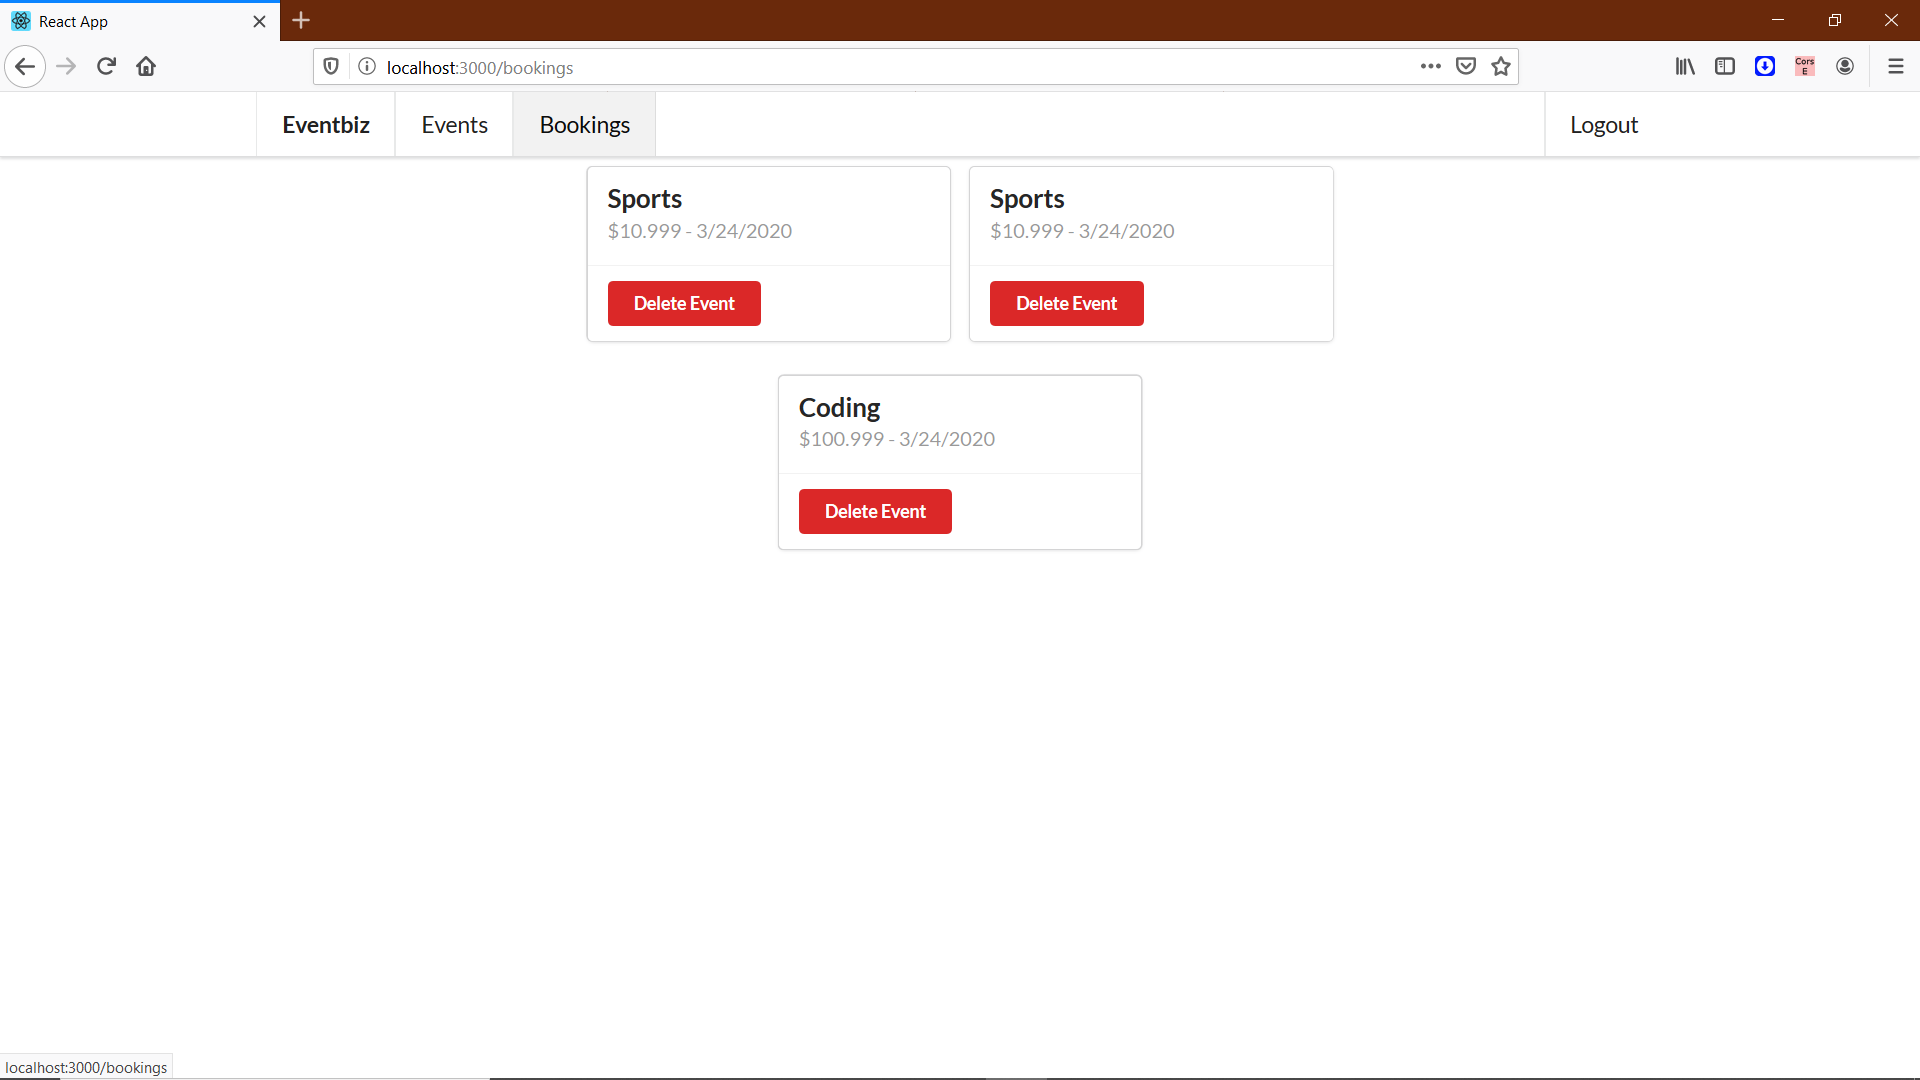 React App
localhost:3000/bookings
Cors
E
Eventbiz
Events
Bookings
Logout
Sports
$10.999 - 3/24/2020
Delete Event
Sports
$10.999 - 3/24/2020
Delete Event
Coding
$100.999 - 3/24/2020
Delete Event
localhost:3000/bookings